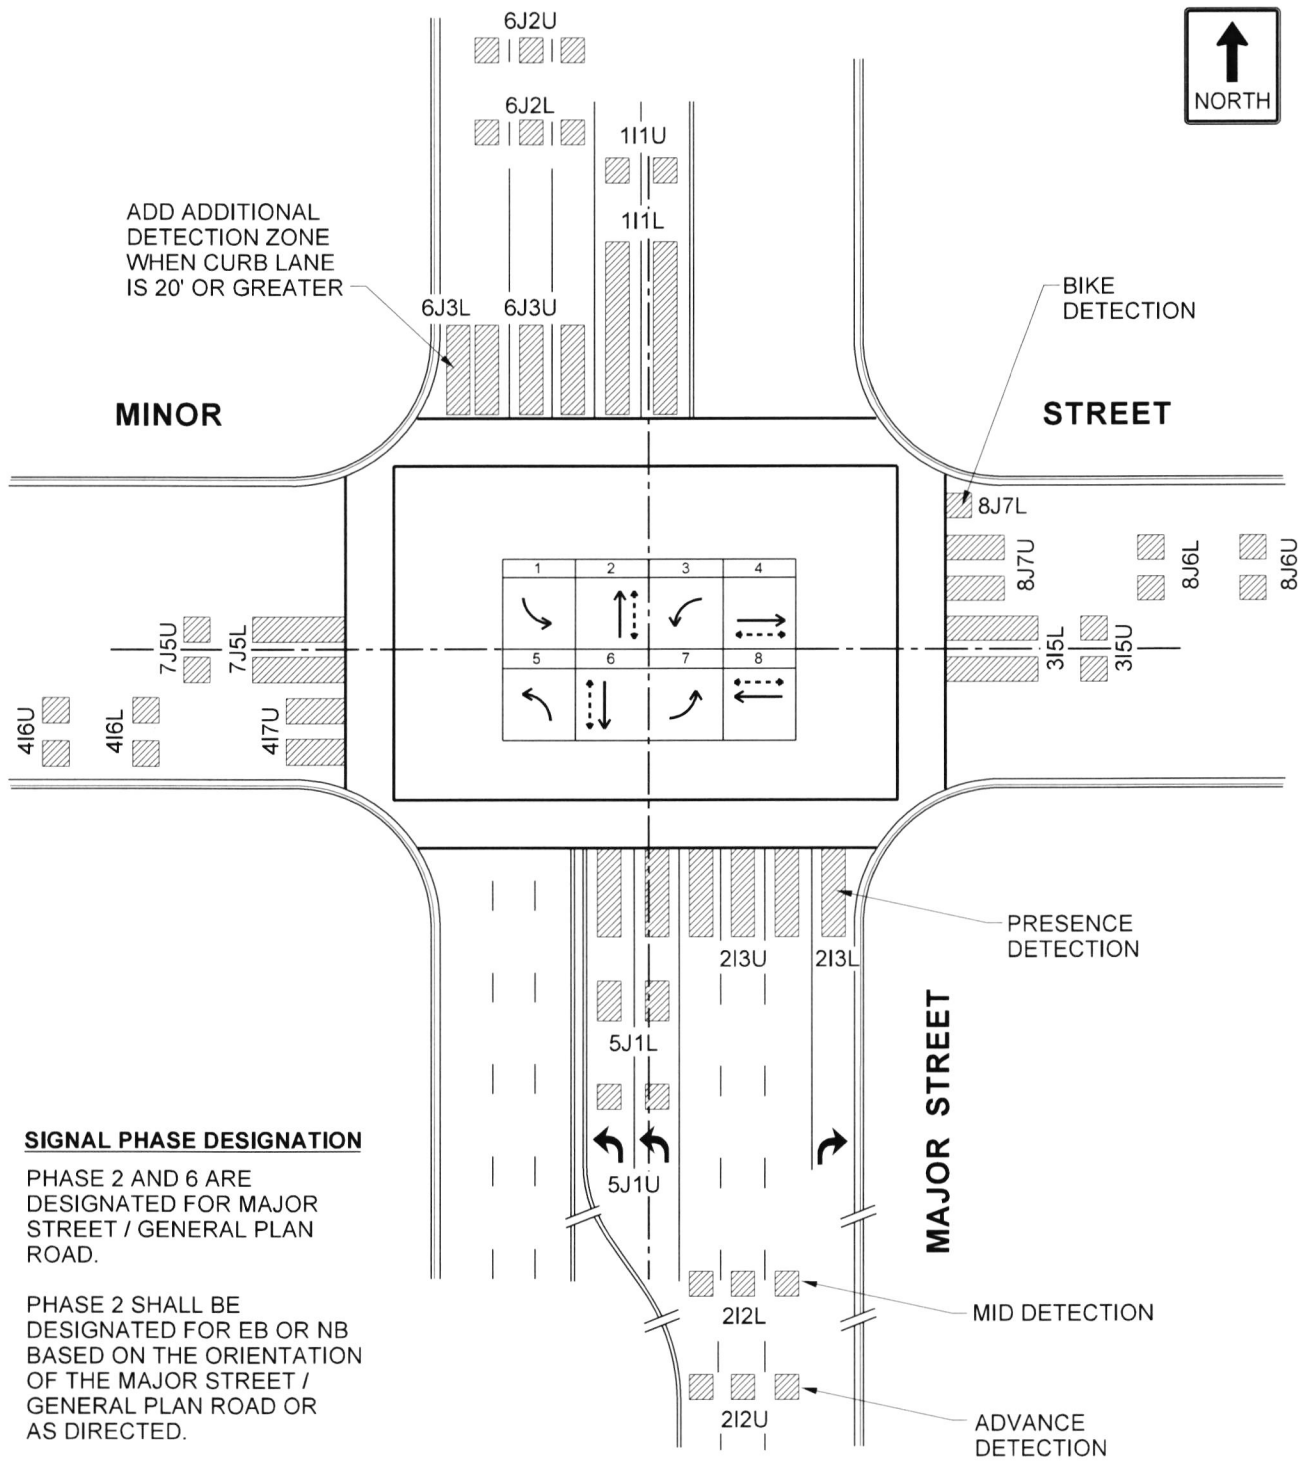 6J2U
NORTH
6J2L
1I1U
ADD ADDITIONAL
DETECTION ZONE
WHEN CURB LANE
IS 20' OR GREATER
1I1L
BIKE
DETECTION
6J3L
6J3U
MINOR
STREET
8J7L
8J7U
8J6L
8J6U
1
2
3
4
7J5U
7J5L
3I5L
3I5U
5
6
7
8
4I6U
4I6L
4I7U
PRESENCE
DETECTION
2I3U
2I3L
5J1L
MAJOR STREET
5J1U
SIGNAL PHASE DESIGNATION
PHASE 2 AND 6 ARE
DESIGNATED FOR MAJOR
STREET / GENERAL PLAN
ROAD.
PHASE 2 SHALL BE
DESIGNATED FOR EB OR NB
BASED ON THE ORIENTATION
OF THE MAJOR STREET /
GENERAL PLAN ROAD OR
AS DIRECTED.
MID DETECTION
2I2L
2I2U
ADVANCE
DETECTION